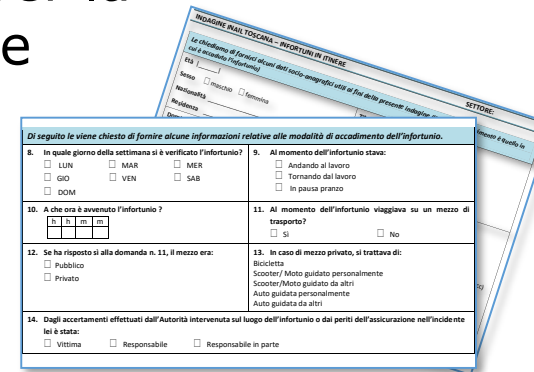 e
INDAGINE INAIL TOSCANA – INFORTUNI IN ITINERE
SETTORE:
Le chiediamo di fornirci alcuni dati socio-anagrafici utili ai fini della presente indagine
cui è accaduto l'infortunio)
Età |____|
Sesso ☐ maschio ☐ femmina
Nazionalità
Residenza
Di seguito le viene chiesto di fornire alcune informazioni relative alle modalità di accadimento dell'infortunio.
8. In quale giorno della settimana si è verificato l'infortunio?
☐ LUN ☐ MAR ☐ MER
☐ GIO ☐ VEN ☐ SAB
☐ DOM
9. Al momento dell'infortunio stava:
☐ Andando al lavoro
☐ Tornando dal lavoro
☐ In pausa pranzo
10. A che ora è avvenuto l'infortunio ?
h h m m
11. Al momento dell'infortunio viaggiava su un mezzo di
trasporto?
☐ Sì ☐ No
12. Se ha risposto sì alla domanda n. 11, il mezzo era:
☐ Pubblico
☐ Privato
13. In caso di mezzo privato, si trattava di:
Bicicletta
Scooter/ Moto guidato personalmente
Scooter/Moto guidato da altri
Auto guidata personalmente
Auto guidata da altri
14. Dagli accertamenti effettuati dall'Autorità intervenuta sul luogo dell'infortunio o dai periti dell'assicurazione nell'incidente
lei è stata:
☐ Vittima ☐ Responsabile ☐ Responsabile in parte